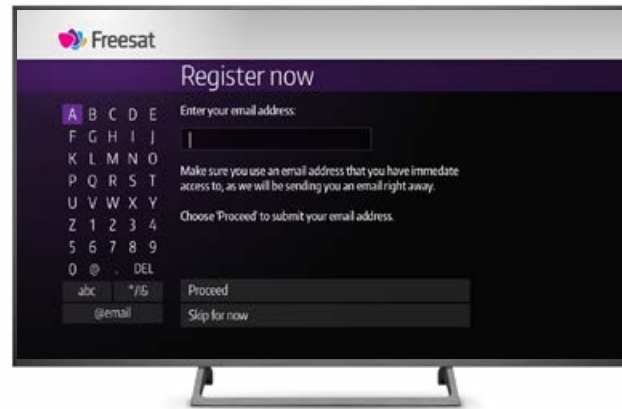 Freesat
Register now
A B C D E
F G H I J
K L M N O
P Q R S T
U V W X Y
Z 1 2 3 4
5 6 7 8 9
0 @ . DEL
abc "/!&
@email
Enter your email address:
Make sure you use an email address that you have immedate
access to, as we will be sending you an email right away.
Choose 'Proceed' to submit your email address.
Proceed
Skip for now